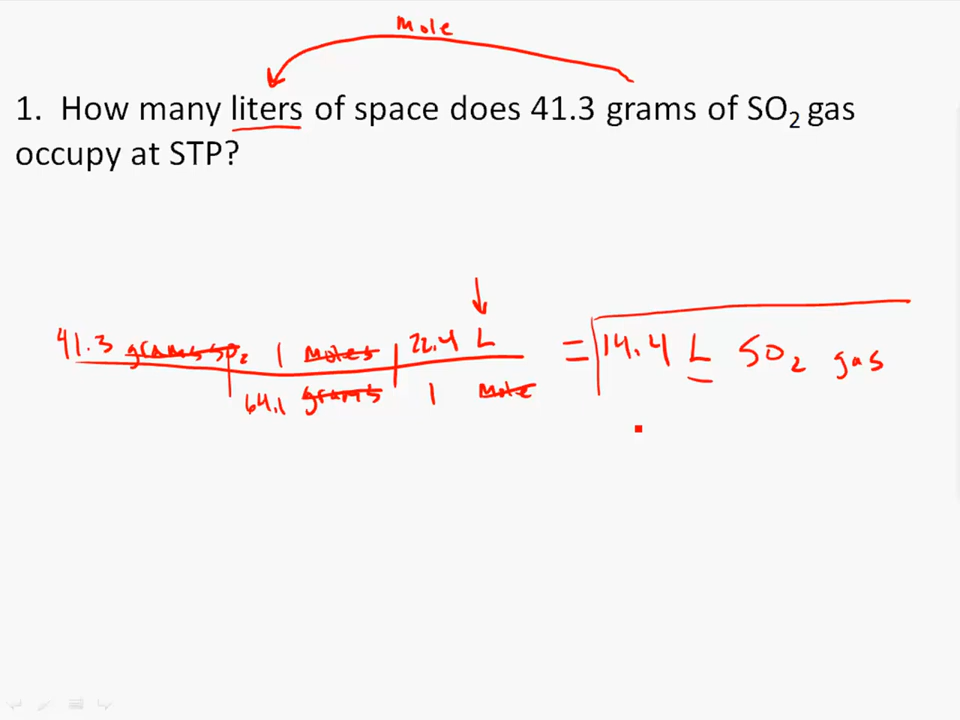 Mole
1. How many liters of space does 41.3 grams of SO₂ gas
occupy at STP?
41.3 grams SO₂ 1 Moles 22.4 L = 14.4 L SO₂ gas
64.1 grams 1 Mole